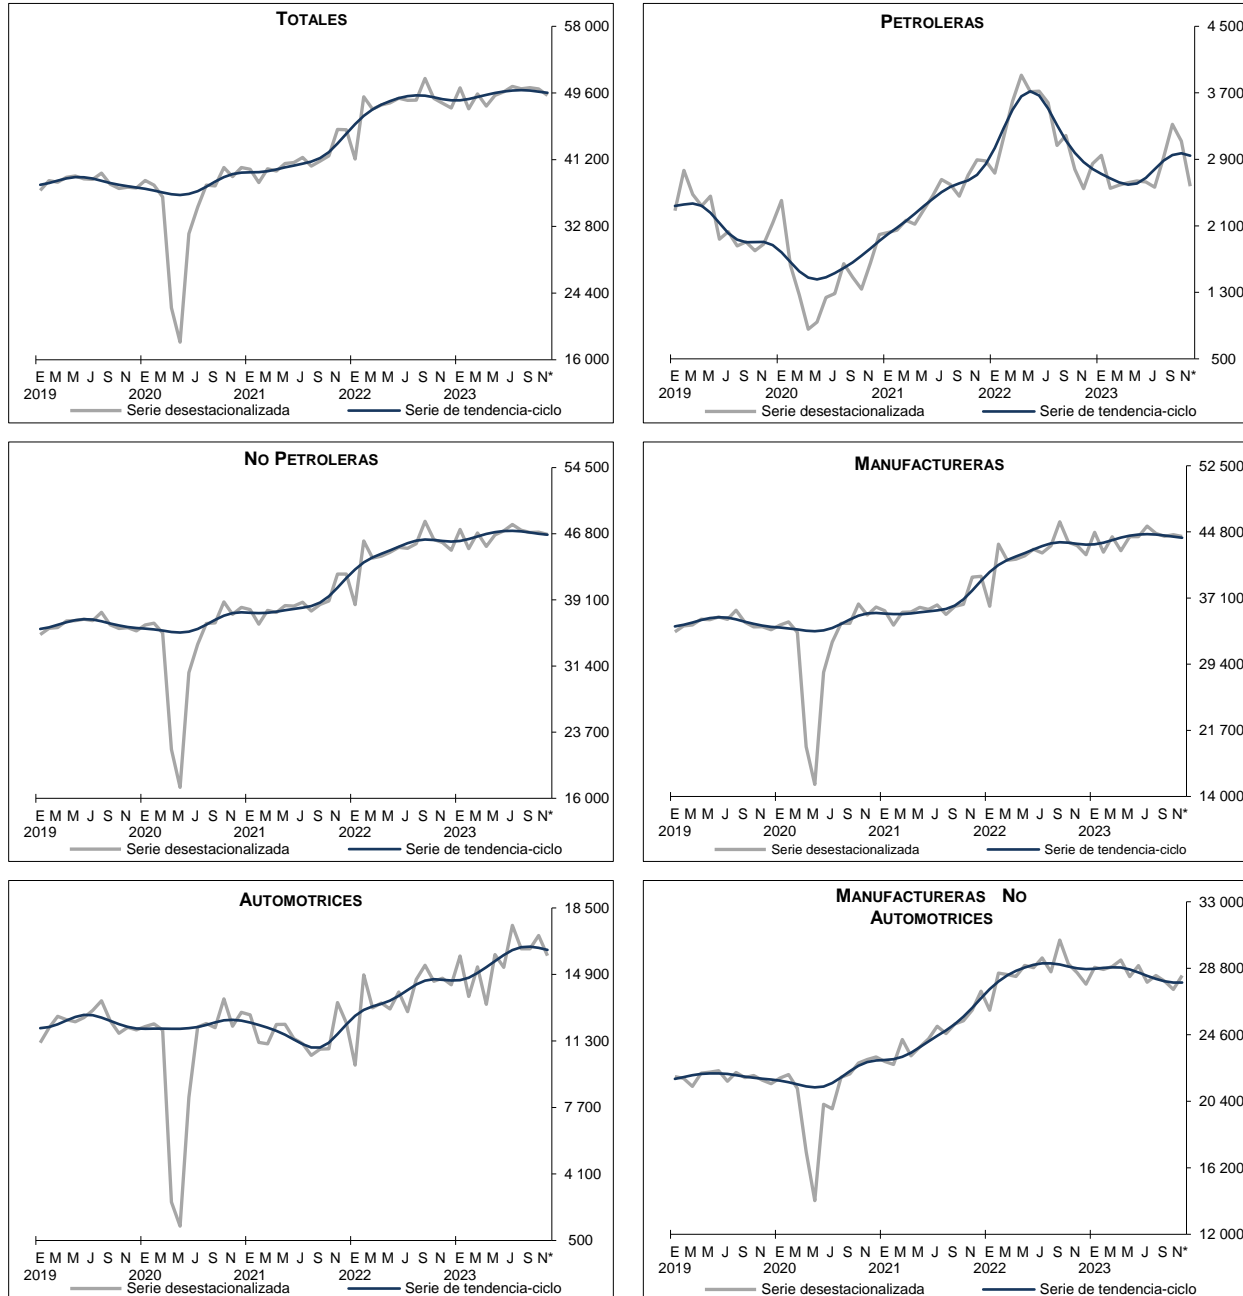 TOTALES
58 000
49 600
41 200
32 800
24 400
16 000
E M M J S N E M M J S N E M M J S N E M M J S N E M M J S N*
2019 2020 2021 2022 2023
Serie desestacionalizada Serie de tendencia-ciclo
PETROLERAS
4 500
3 700
2 900
2 100
1 300
500
E M M J S N E M M J S N E M M J S N E M M J S N E M M J S N*
2019 2020 2021 2022 2023
Serie desestacionalizada Serie de tendencia-ciclo
NO PETROLERAS
54 500
46 800
39 100
31 400
23 700
16 000
E M M J S N E M M J S N E M M J S N E M M J S N E M M J S N*
2019 2020 2021 2022 2023
Serie desestacionalizada Serie de tendencia-ciclo
MANUFACTURERAS
52 500
44 800
37 100
29 400
21 700
14 000
E M M J S N E M M J S N E M M J S N E M M J S N E M M J S N*
2019 2020 2021 2022 2023
Serie desestacionalizada Serie de tendencia-ciclo
AUTOMOTRICES
18 500
14 900
11 300
7 700
4 100
500
E M M J S N E M M J S N E M M J S N E M M J S N E M M J S N*
2019 2020 2021 2022 2023
Serie desestacionalizada Serie de tendencia-ciclo
MANUFACTURERAS NO
AUTOMOTRICES
33 000
28 800
24 600
20 400
16 200
12 000
E M M J S N E M M J S N E M M J S N E M M J S N E M M J S N*
2019 2020 2021 2022 2023
Serie desestacionalizada Serie de tendencia-ciclo